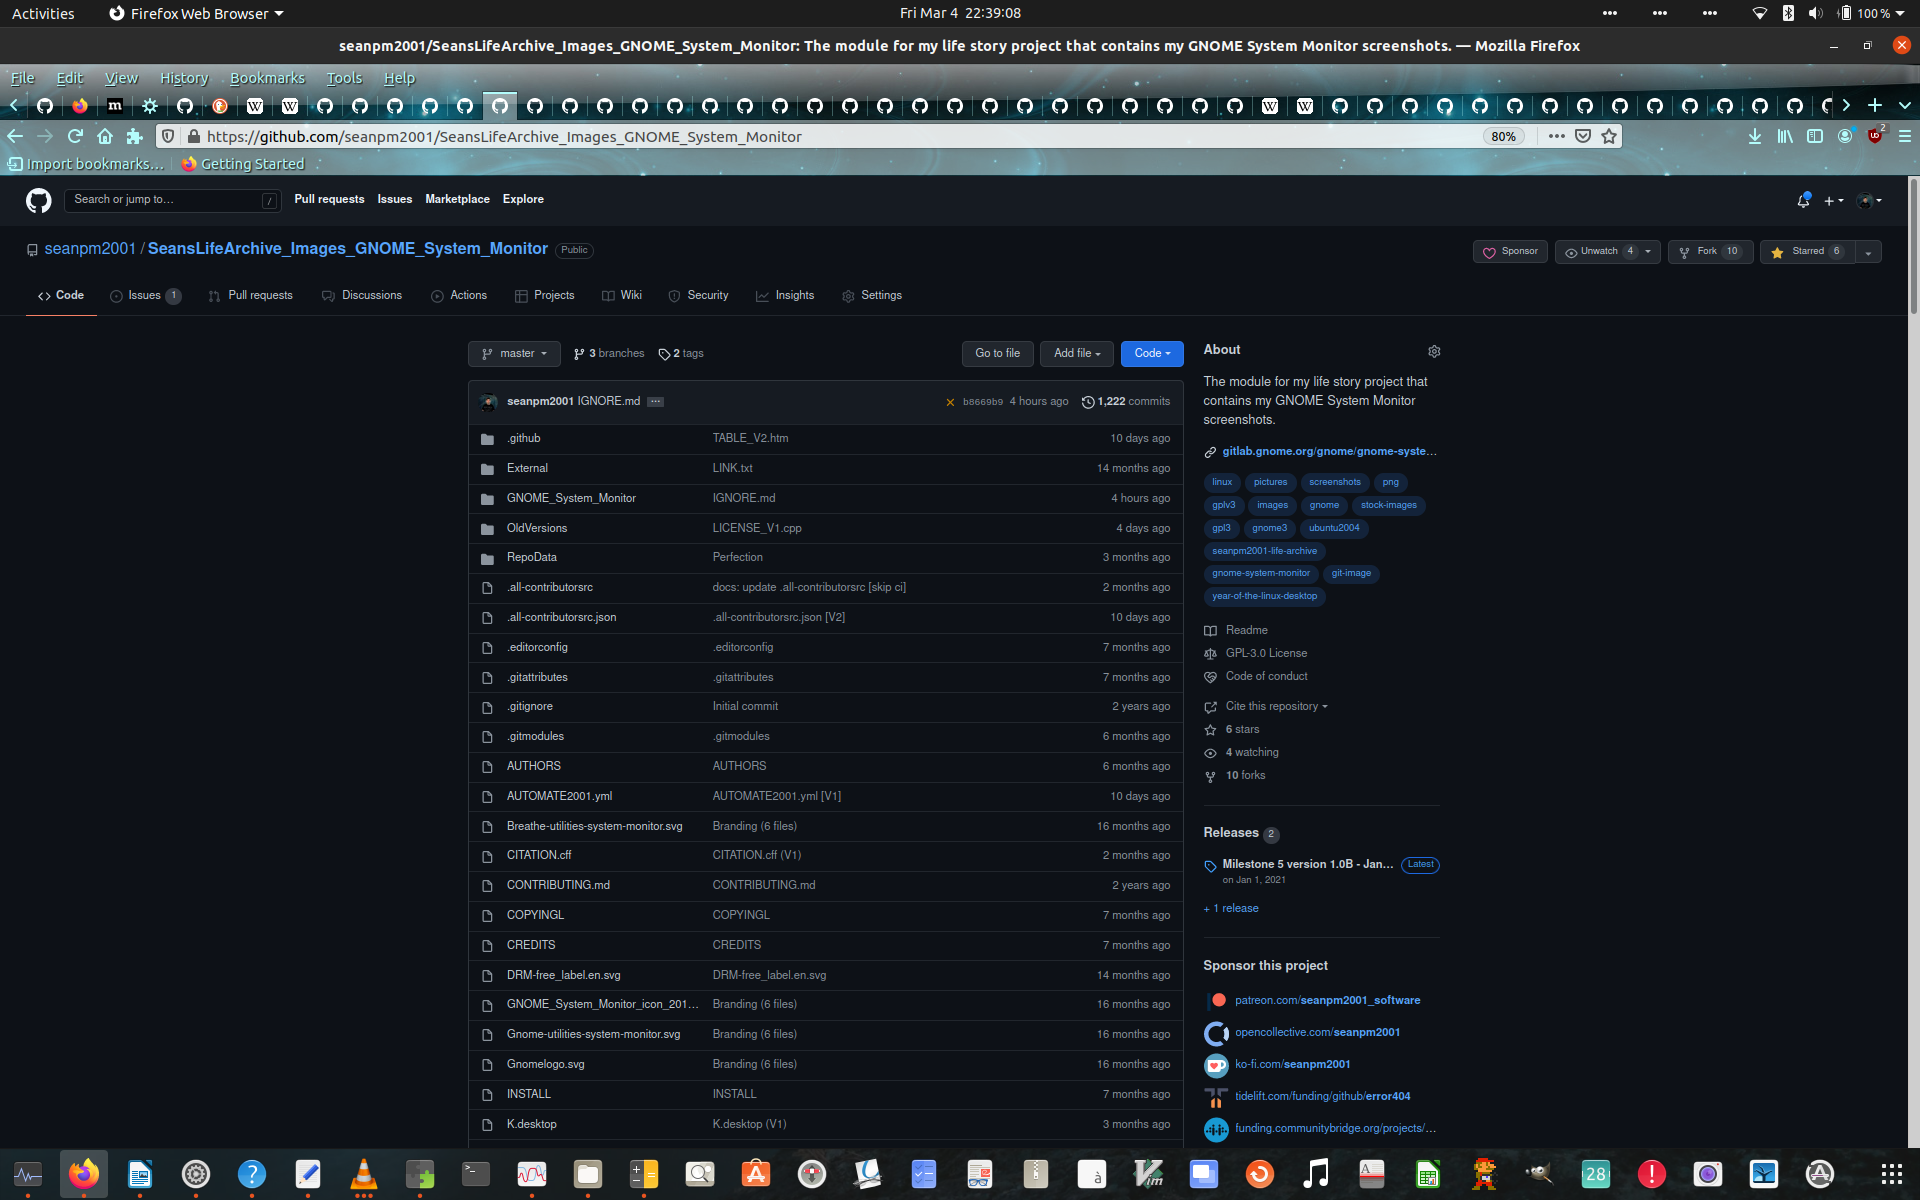 Activities
Firefox Web Browser
Fri Mar 4 22:39:08
100 %
seanpm2001/SeansLifeArchive_Images_GNOME_System_Monitor: The module for my life story project that contains my GNOME System Monitor screenshots. — Mozilla Firefox
File Edit View History Bookmarks Tools Help
https://github.com/seanpm2001/SeansLifeArchive_Images_GNOME_System_Monitor
80%
2
Import bookmarks…
Getting Started
Search or jump to…
/
Pull requests Issues Marketplace Explore
seanpm2001 / SeansLifeArchive_Images_GNOME_System_Monitor Public
Sponsor
Unwatch 4
Fork 10
Starred 6
Code
Issues 1
Pull requests
Discussions
Actions
Projects
Wiki
Security
Insights
Settings
master
3 branches
2 tags
Go to file
Add file
Code
seanpm2001 IGNORE.md
b8669b9 4 hours ago
1,222 commits
.github TABLE_V2.htm 10 days ago
External LINK.txt 14 months ago
GNOME_System_Monitor IGNORE.md 4 hours ago
OldVersions LICENSE_V1.cpp 4 days ago
RepoData Perfection 3 months ago
.all-contributorsrc docs: update .all-contributorsrc [skip ci] 2 months ago
.all-contributorsrc.json .all-contributorsrc.json [V2] 10 days ago
.editorconfig .editorconfig 7 months ago
.gitattributes .gitattributes 7 months ago
.gitignore Initial commit 2 years ago
.gitmodules .gitmodules 6 months ago
AUTHORS AUTHORS 6 months ago
AUTOMATE2001.yml AUTOMATE2001.yml [V1] 10 days ago
Breathe-utilities-system-monitor.svg Branding (6 files) 16 months ago
CITATION.cff CITATION.cff (V1) 2 months ago
CONTRIBUTING.md CONTRIBUTING.md 2 years ago
COPYINGL COPYINGL 7 months ago
CREDITS CREDITS 7 months ago
DRM-free_label.en.svg DRM-free_label.en.svg 14 months ago
GNOME_System_Monitor_icon_201… Branding (6 files) 16 months ago
Gnome-utilities-system-monitor.svg Branding (6 files) 16 months ago
Gnomelogo.svg Branding (6 files) 16 months ago
INSTALL INSTALL 7 months ago
K.desktop K.desktop (V1) 3 months ago
About
The module for my life story project that
contains my GNOME System Monitor
screenshots.
gitlab.gnome.org/gnome/gnome-syste…
linux pictures screenshots png
gplv3 images gnome stock-images
gpl3 gnome3 ubuntu2004
seanpm2001-life-archive
gnome-system-monitor git-image
year-of-the-linux-desktop
Readme
GPL-3.0 License
Code of conduct
Cite this repository
6 stars
4 watching
10 forks
Releases 2
Milestone 5 version 1.0B - Jan… Latest
on Jan 1, 2021
+ 1 release
Sponsor this project
patreon.com/seanpm2001_software
opencollective.com/seanpm2001
ko-fi.com/seanpm2001
tidelift.com/funding/github/error404
funding.communitybridge.org/projects/…
28